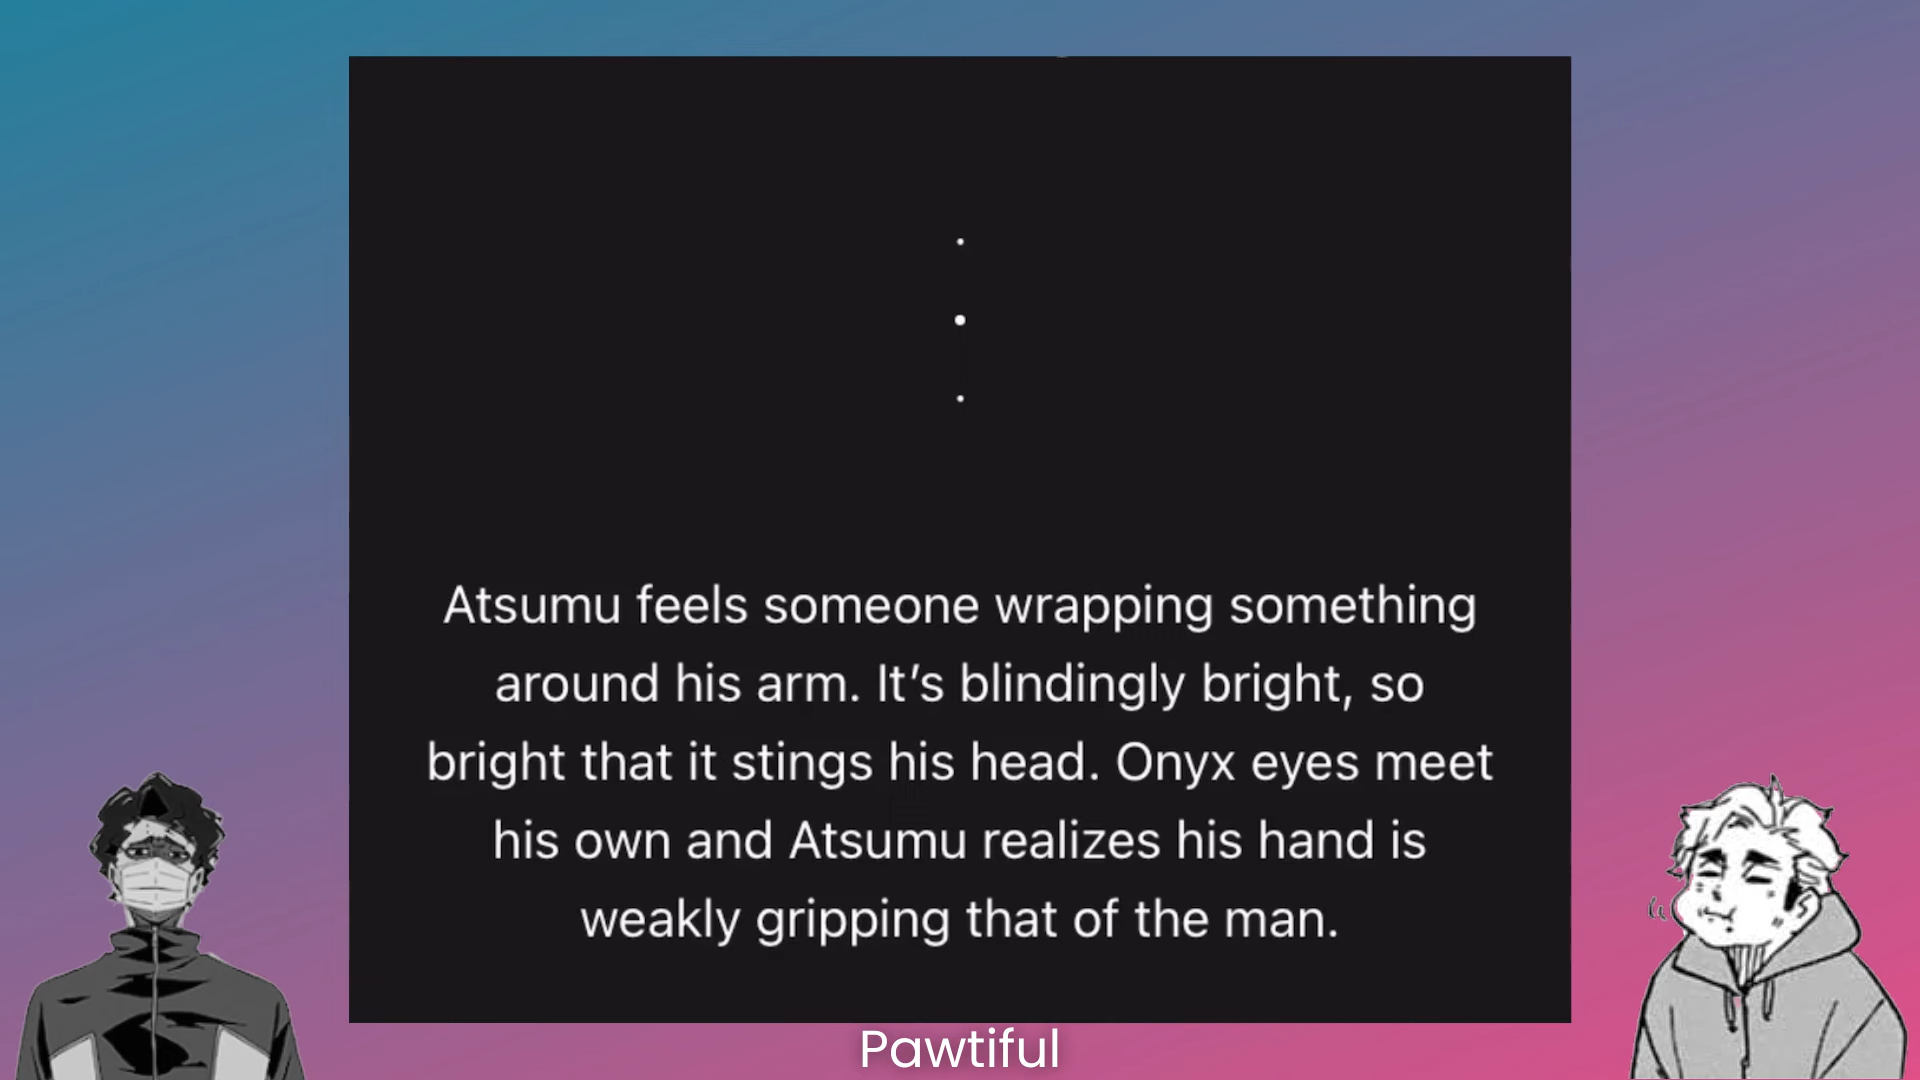 Atsumu feels someone wrapping something
around his arm. It’s blindingly bright, so
bright that it stings his head. Onyx eyes meet
his own and Atsumu realizes his hand is
weakly gripping that of the man.
Pawtiful